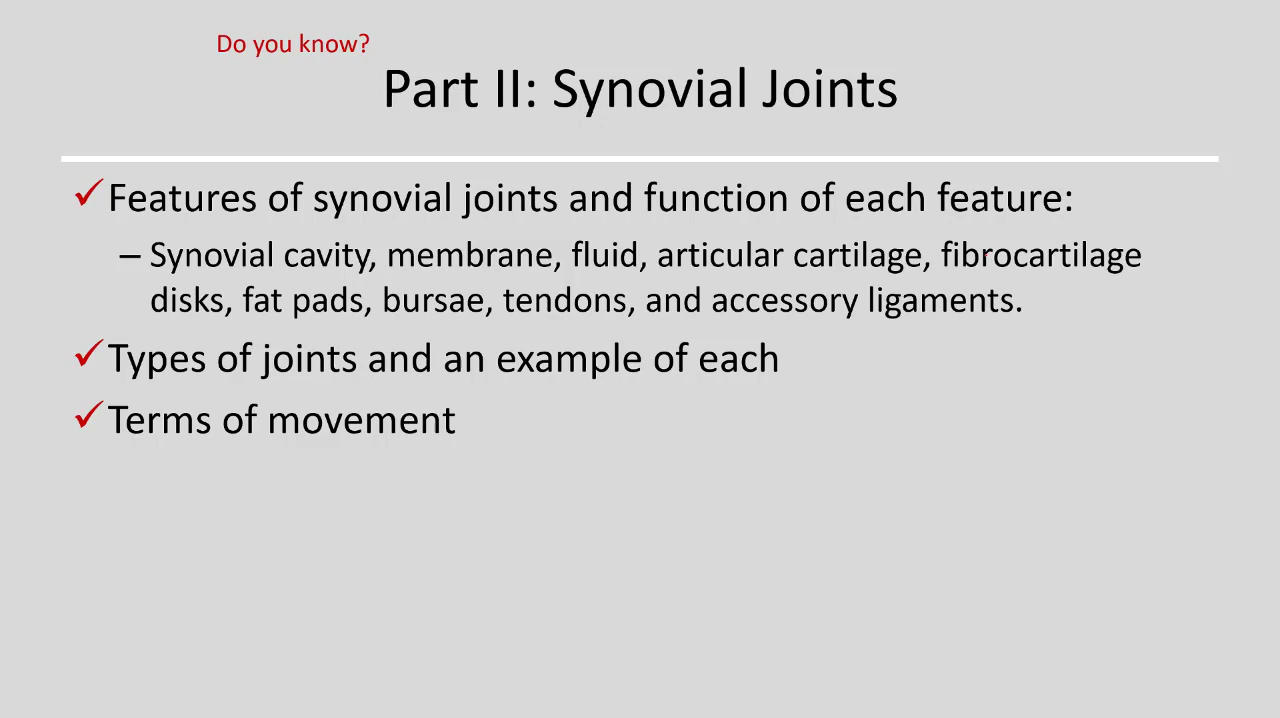 Do you know?
Part II: Synovial Joints
✓Features of synovial joints and function of each feature:
– Synovial cavity, membrane, fluid, articular cartilage, fibrocartilage
disks, fat pads, bursae, tendons, and accessory ligaments.
✓Types of joints and an example of each
✓Terms of movement